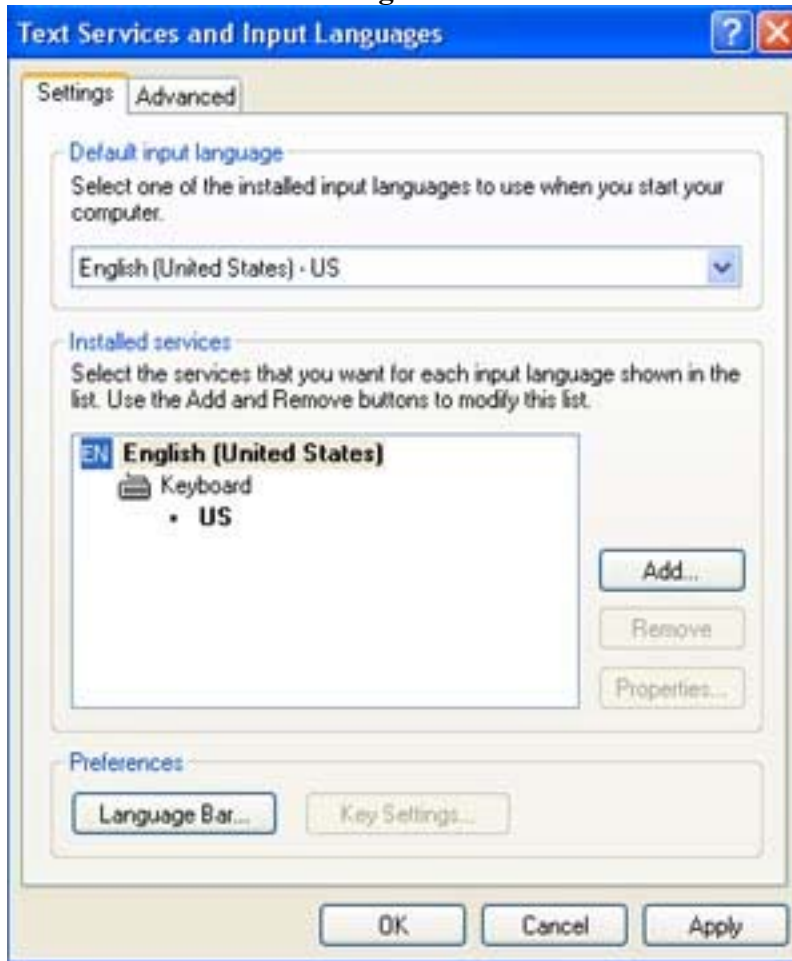 Text Services and Input Languages
Settings
Advanced
Default input language
Select one of the installed input languages to use when you start your
computer.
English (United States) - US
Installed services
Select the services that you want for each input language shown in the
list. Use the Add and Remove buttons to modify this list.
EN English (United States)
Keyboard
• US
Add...
Remove
Properties...
Preferences
Language Bar...
Key Settings...
OK
Cancel
Apply